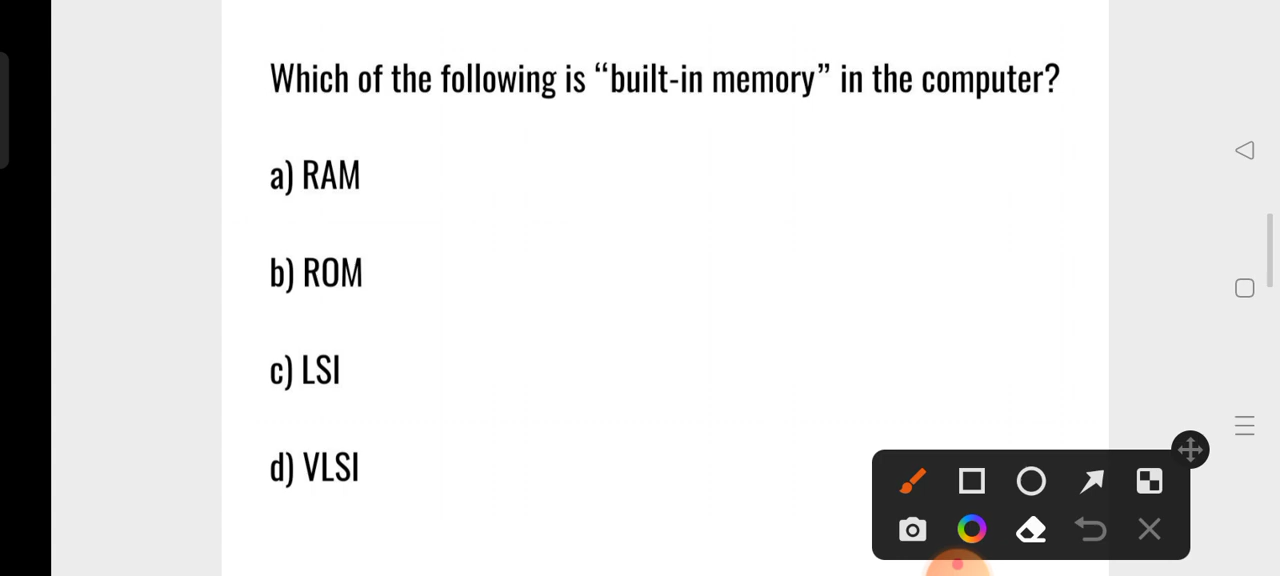 Which of the following is “built-in memory” in the computer?
a) RAM
b) ROM
c) LSI
d) VLSI